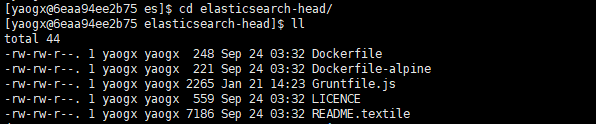 [yaogx@6eaa94ee2b75 es]$ cd elasticsearch-head/
[yaogx@6eaa94ee2b75 elasticsearch-head]$ ll
total 44
-rw-rw-r--. 1 yaogx yaogx  248 Sep 24 03:32 Dockerfile
-rw-rw-r--. 1 yaogx yaogx  221 Sep 24 03:32 Dockerfile-alpine
-rw-rw-r--. 1 yaogx yaogx 2265 Jan 21 14:23 Gruntfile.js
-rw-rw-r--. 1 yaogx yaogx  559 Sep 24 03:32 LICENCE
-rw-rw-r--. 1 yaogx yaogx 7186 Sep 24 03:32 README.textile